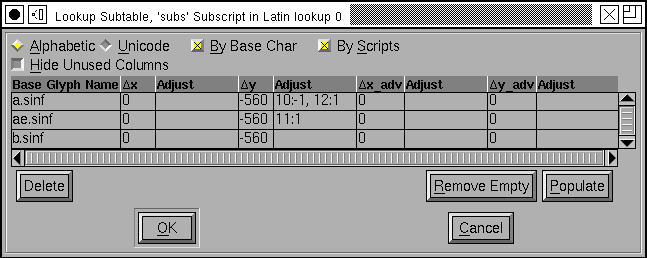 Lookup Subtable, 'subs' Subscript in Latin lookup 0
Alphabetic Unicode By Base Char By Scripts
Hide Unused Columns
Base Glyph Name Δx Adjust Δy Adjust Δx_adv Adjust Δy_adv Adjust
a.sinf 0 -560 10:-1, 12:1 0 0
ae.sinf 0 -560 11:1 0 0
b.sinf 0 -560 0 0
Delete Remove Empty Populate
OK Cancel